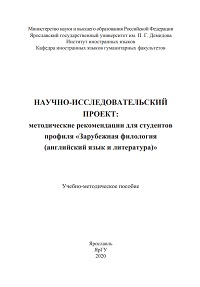 Министерство науки и высшего образования Российской Федерации
Ярославский государственный университет им. П. Г. Демидова
Институт иностранных языков
Кафедра иностранных языков гуманитарных факультетов
НАУЧНО-ИССЛЕДОВАТЕЛЬСКИЙ
ПРОЕКТ:
методические рекомендации для студентов
профиля «Зарубежная филология
(английский язык и литература)»
Учебно-методическое пособие
Ярославль
ЯрГУ
2020